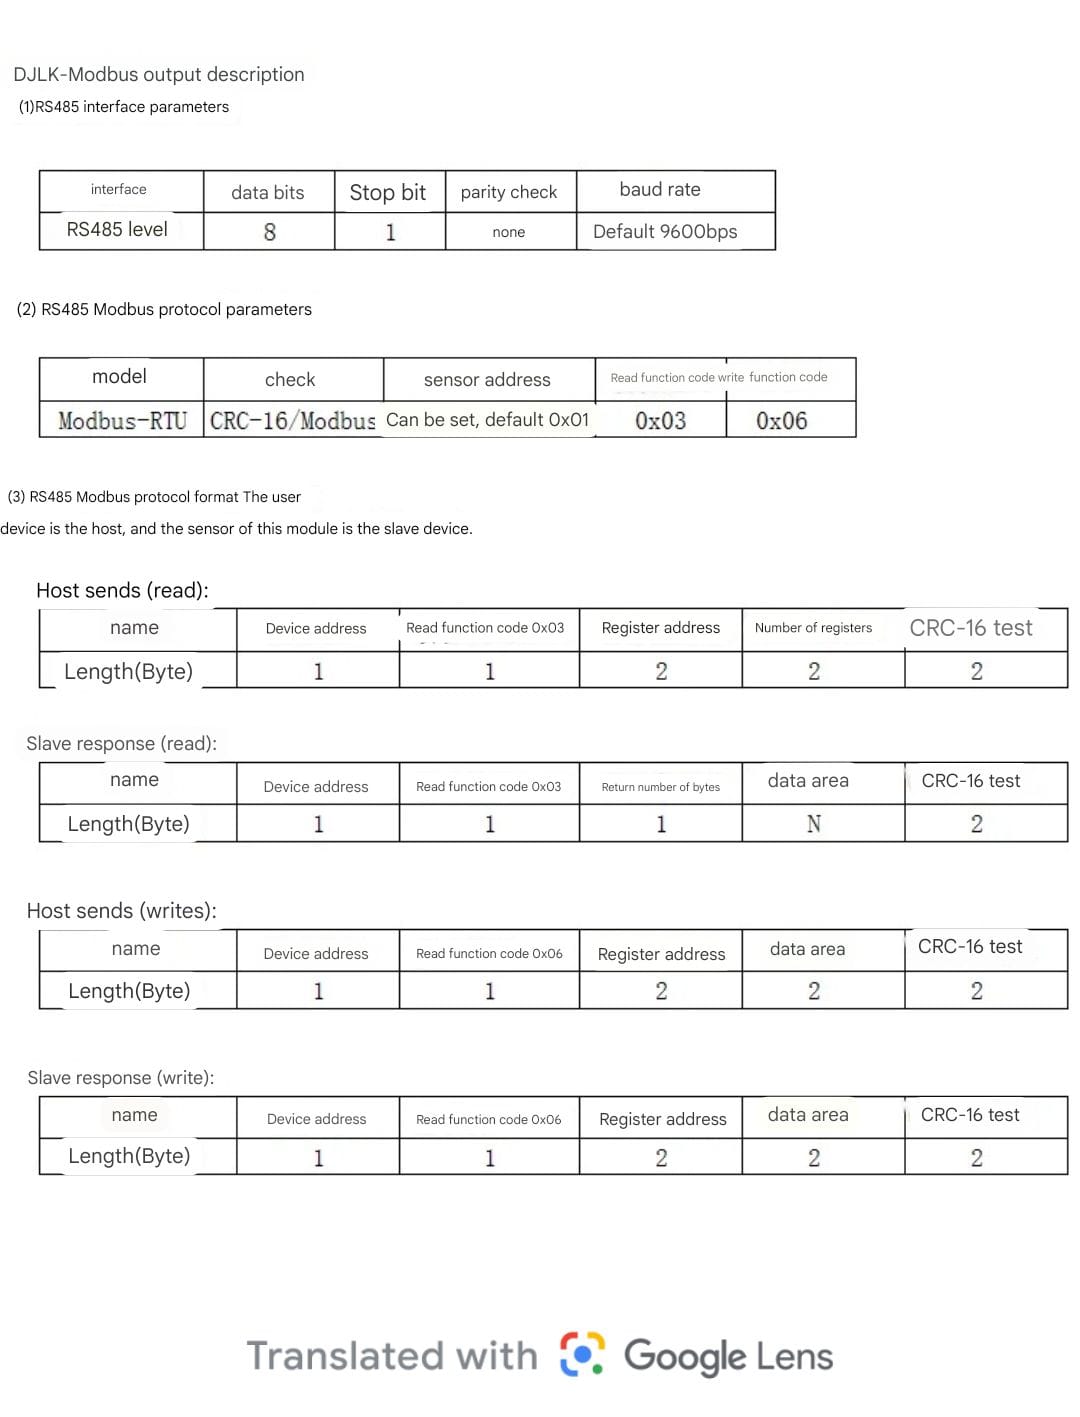 DJLK-Modbus output description
(1)RS485 interface parameters
interface data bits Stop bit parity check baud rate
RS485 level 8 1 none Default 9600bps
(2) RS485 Modbus protocol parameters
model check sensor address Read function code write function code
Modbus-RTU CRC-16/Modbus Can be set, default 0x01 0x03 0x06
(3) RS485 Modbus protocol format The user
device is the host, and the sensor of this module is the slave device.
Host sends (read):
name Device address Read function code 0x03 Register address Number of registers CRC-16 test
Length(Byte) 1 1 2 2 2
Slave response (read):
name Device address Read function code 0x03 Return number of bytes data area CRC-16 test
Length(Byte) 1 1 1 N 2
Host sends (writes):
name Device address Read function code 0x06 Register address data area CRC-16 test
Length(Byte) 1 1 2 2 2
Slave response (write):
name Device address Read function code 0x06 Register address data area CRC-16 test
Length(Byte) 1 1 2 2 2
Translated with Google Lens